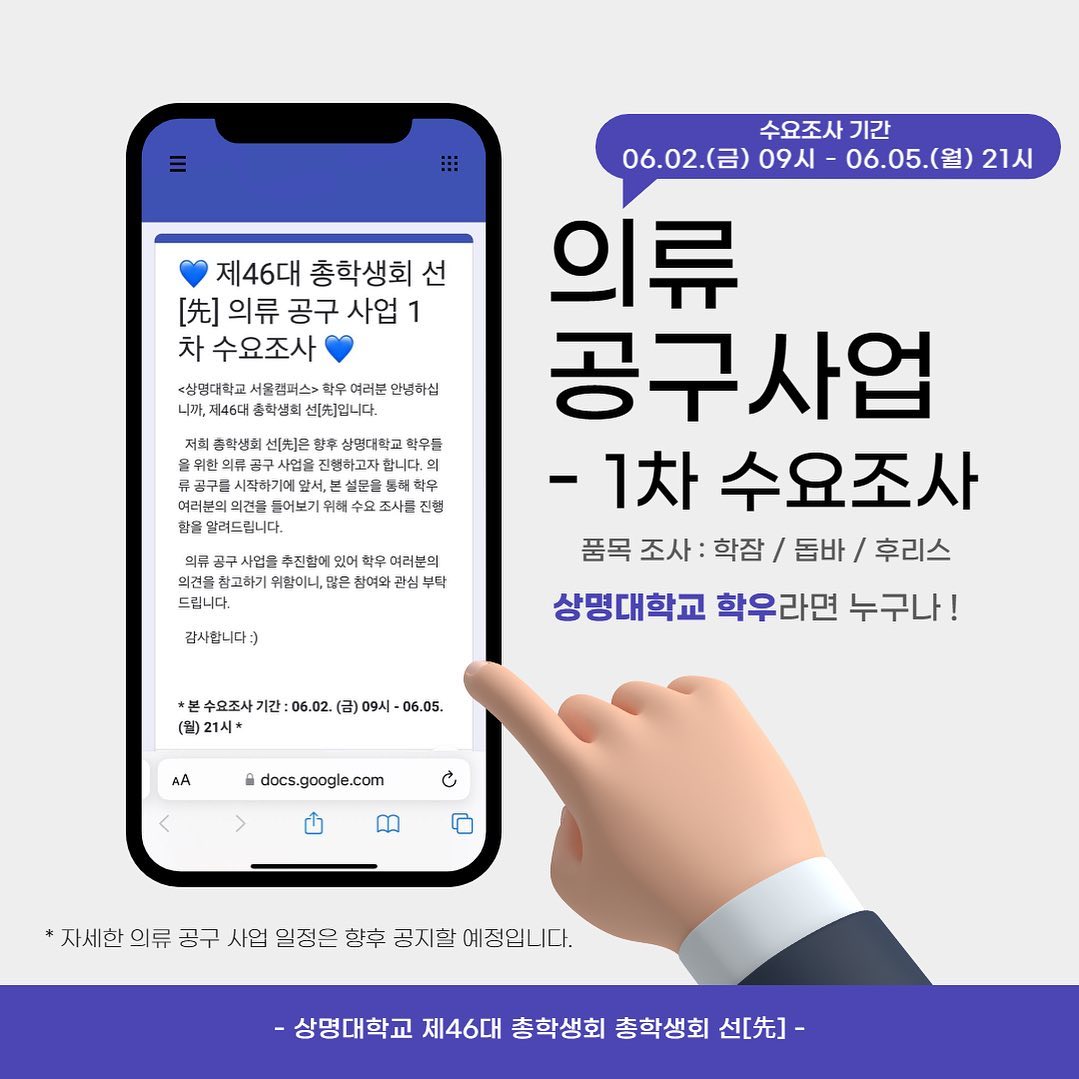 수요조사 기간
06.02.(금) 09시 - 06.05.(월) 21시
의류
공구사업
- 1차 수요조사
품목 조사 : 학잠 / 돕바 / 후리스
상명대학교 학우라면 누구나 !
💙 제46대 총학생회 선
[先] 의류 공구 사업 1
차 수요조사 💙
<상명대학교 서울캠퍼스> 학우 여러분 안녕하십
니까, 제46대 총학생회 선[先]입니다.
저희 총학생회 선[先]은 향후 상명대학교 학우들
을 위한 의류 공구 사업을 진행하고자 합니다. 의
류 공구를 시작하기에 앞서, 본 설문을 통해 학우
여러분의 의견을 들어보기 위해 수요 조사를 진행
함을 알려드립니다.
의류 공구 사업을 추진함에 있어 학우 여러분의
의견을 참고하기 위함이니, 많은 참여와 관심 부탁
드립니다.
감사합니다 :)
* 본 수요조사 기간 : 06.02. (금) 09시 - 06.05.
(월) 21시 *
AA docs.google.com
* 자세한 의류 공구 사업 일정은 향후 공지할 예정입니다.
- 상명대학교 제46대 총학생회 총학생회 선[先] -